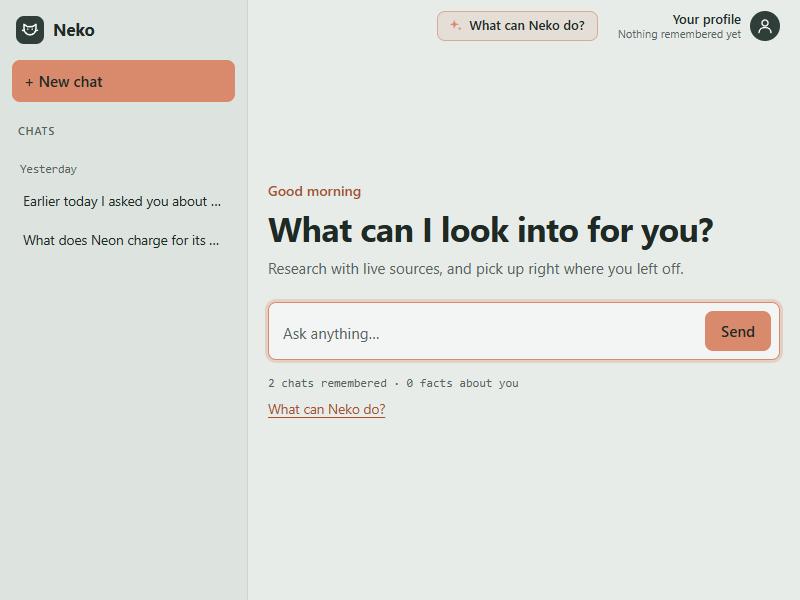 Neko
+ New chat
CHATS
Yesterday
Earlier today I asked you about ...
What does Neon charge for its ...
What can Neko do?
Your profile
Nothing remembered yet
Good morning
What can I look into for you?
Research with live sources, and pick up right where you left off.
Ask anything...
Send
2 chats remembered · 0 facts about you
What can Neko do?